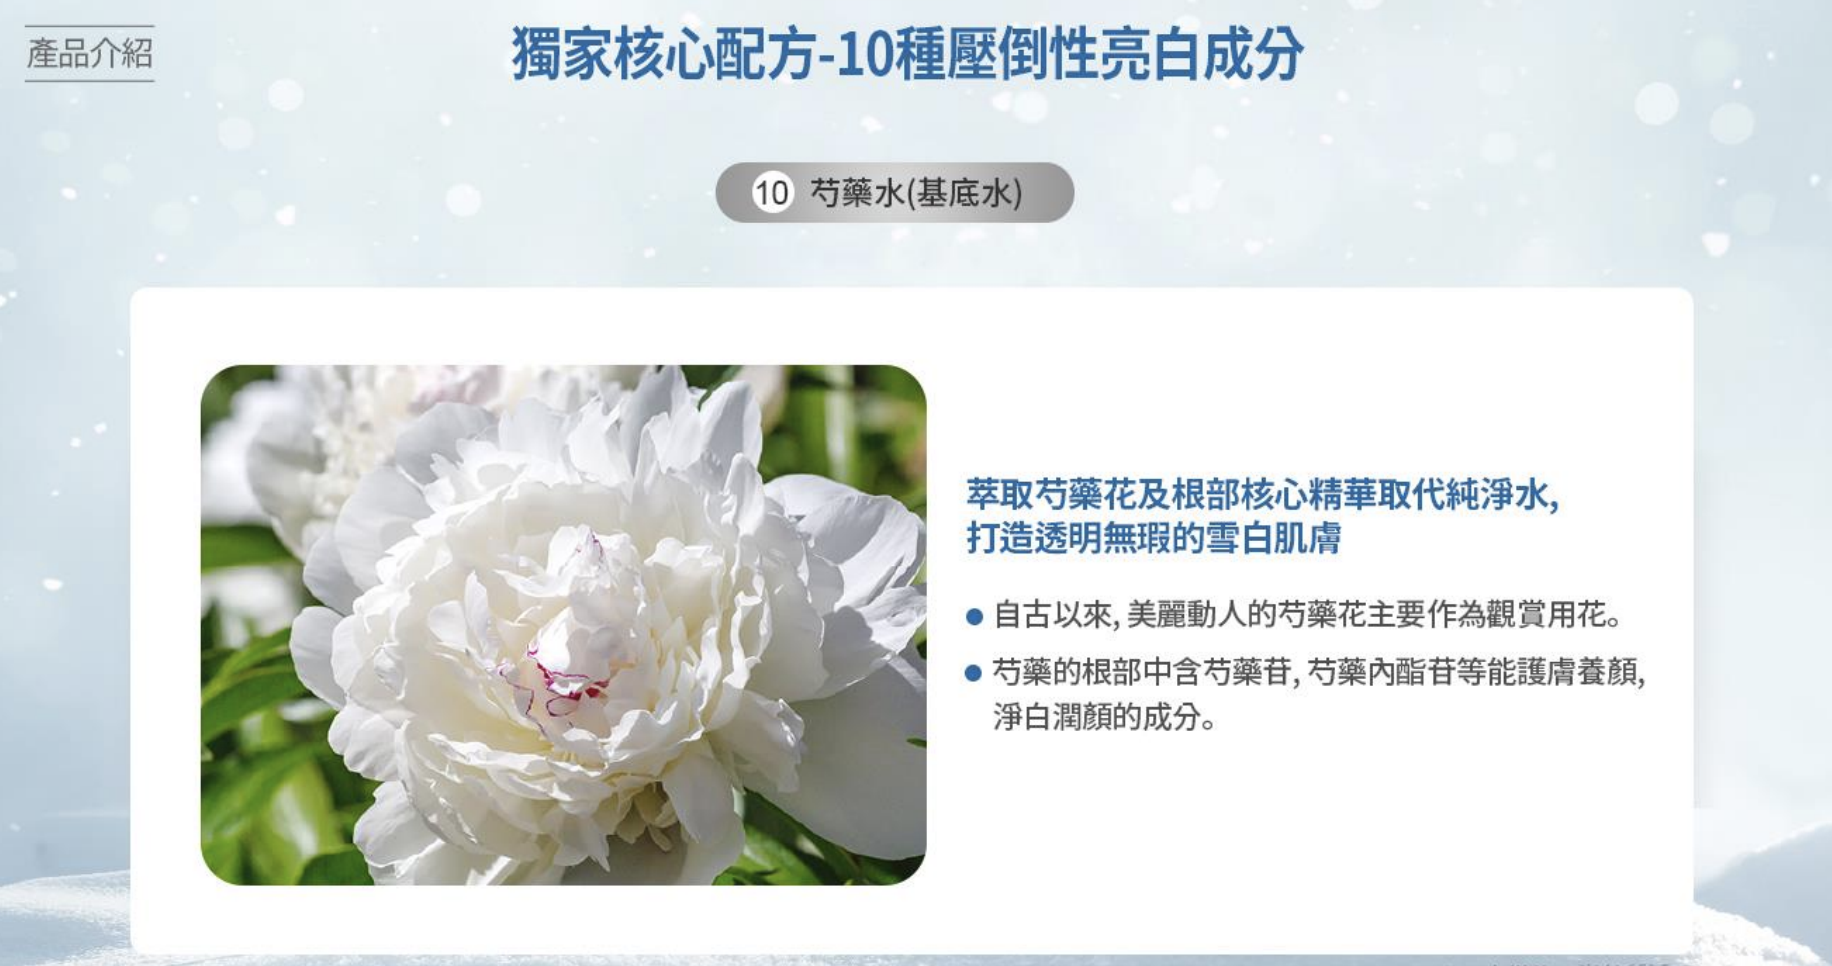 產品介紹
獨家核心配方-10種壓倒性亮白成分
10 芍藥水(基底水)
萃取芍藥花及根部核心精華取代純淨水,
打造透明無瑕的雪白肌膚
● 自古以來, 美麗動人的芍藥花主要作為觀賞用花。
● 芍藥的根部中含芍藥苷, 芍藥內酯苷等能護膚養顏,
淨白潤顏的成分。